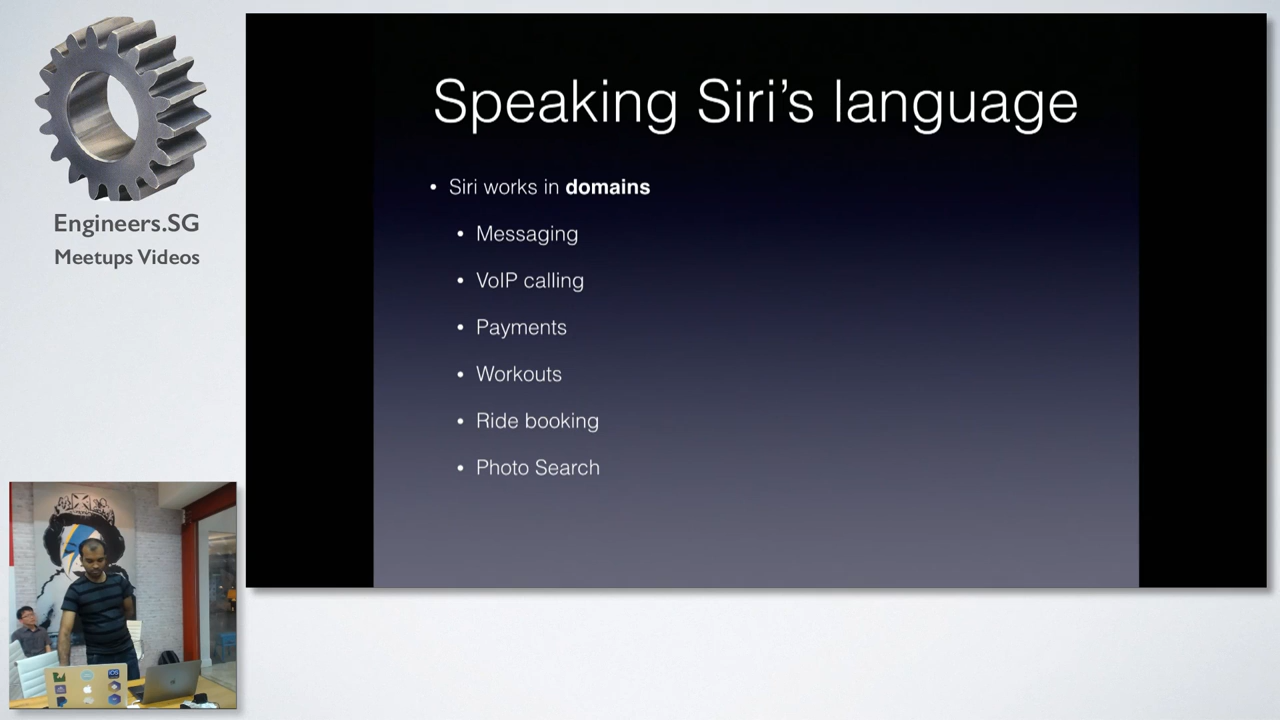 Engineers.SG
Meetups Videos
Speaking Siri's language
• Siri works in domains
• Messaging
• VoIP calling
• Payments
• Workouts
• Ride booking
• Photo Search